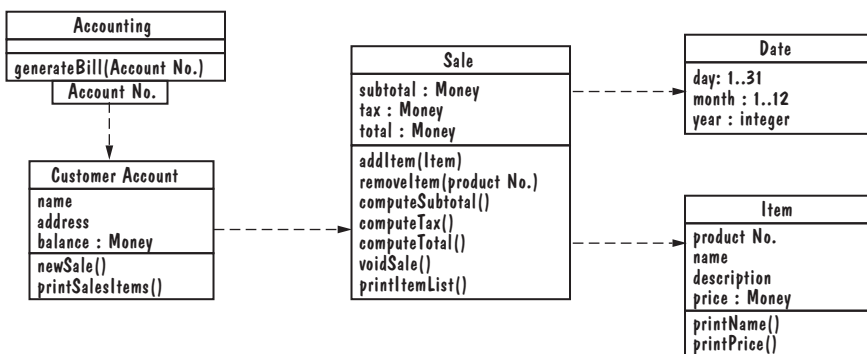 Accounting
generateBill(Account No.)
Account No.
Customer Account
name
address
balance : Money
newSale()
printSalesItems()
Sale
subtotal : Money
tax : Money
total : Money
addItem(Item)
removeItem(product No.)
computeSubtotal()
computeTax()
computeTotal()
voidSale()
printItemList()
Date
day: 1..31
month : 1..12
year : integer
Item
product No.
name
description
price : Money
printName()
printPrice()